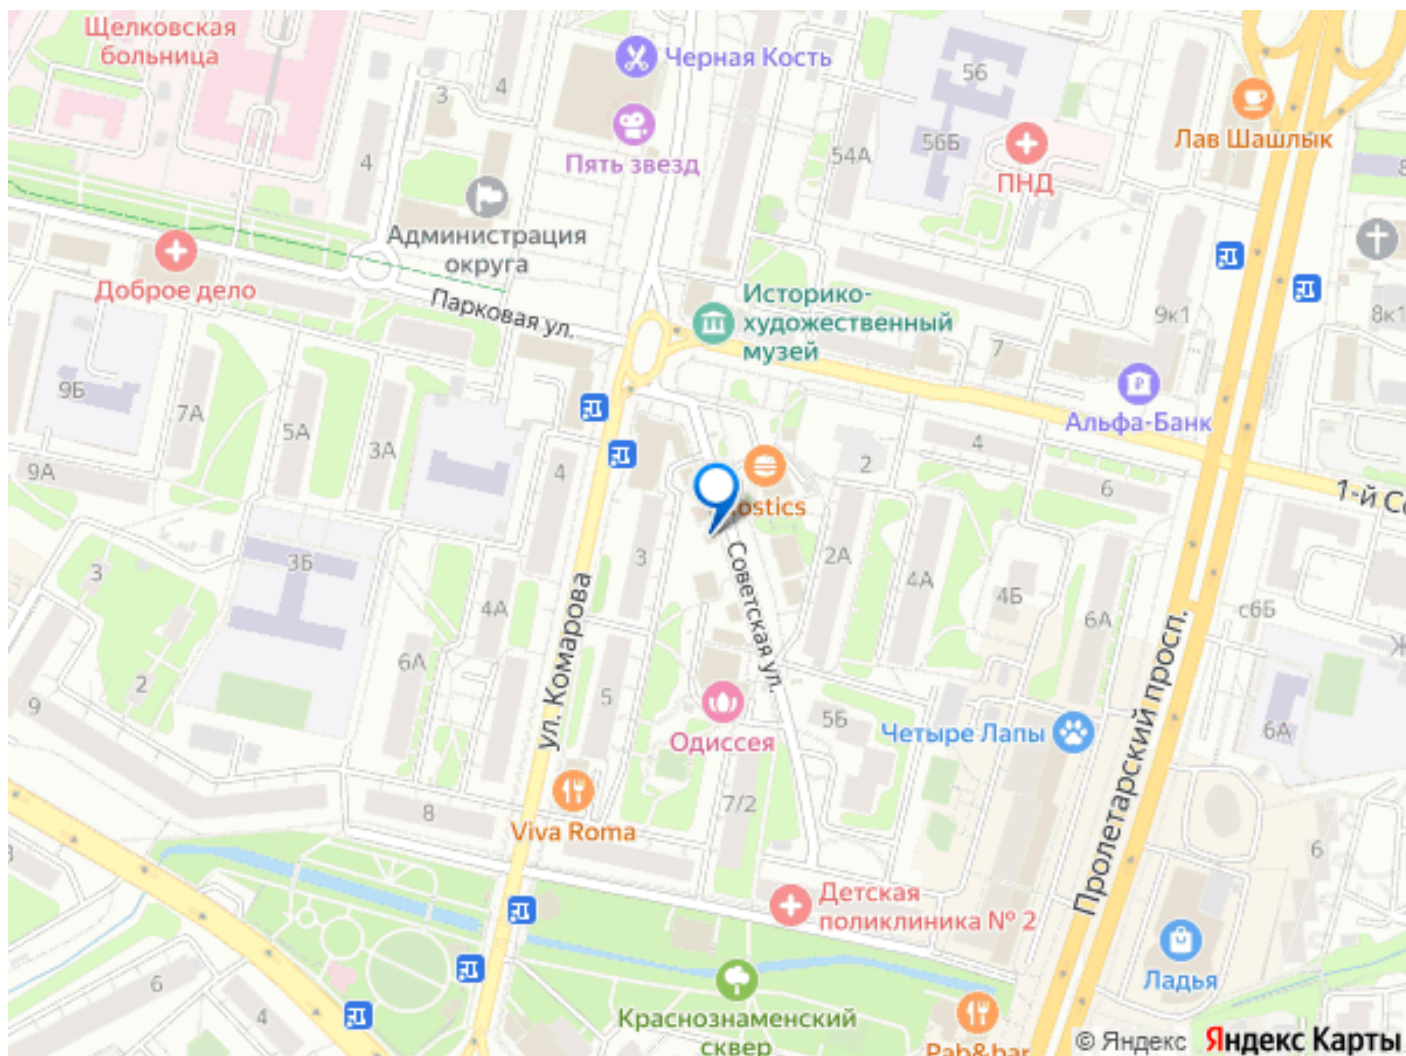 Щелковская
больница
4
3
Черная Кость
56
Лав Шашлык
Пять звезд
54А
56Б
ПНД
4
Администрация
округа
Доброе дело
Парковая ул.
Историко-
художественный
музей
7
9к1
8к1
Альфа-Банк
9Б
7А
5А
3А
9А
4
2
4
6
1-й Со
3
ostics
3Б
3
4А
2А
4А
4Б
6А
с6Б
Ж
Советская ул.
ул. Комарова
6А
2
9
5
5Б
Одиссея
Четыре Лапы
6А
Пролетарский просп.
8
Viva Roma
7/2
6
Детская
поликлиника № 2
Ладья
6
4
Краснознаменский
сквер
Pab&bar
© Яндекс Яндекс Карты